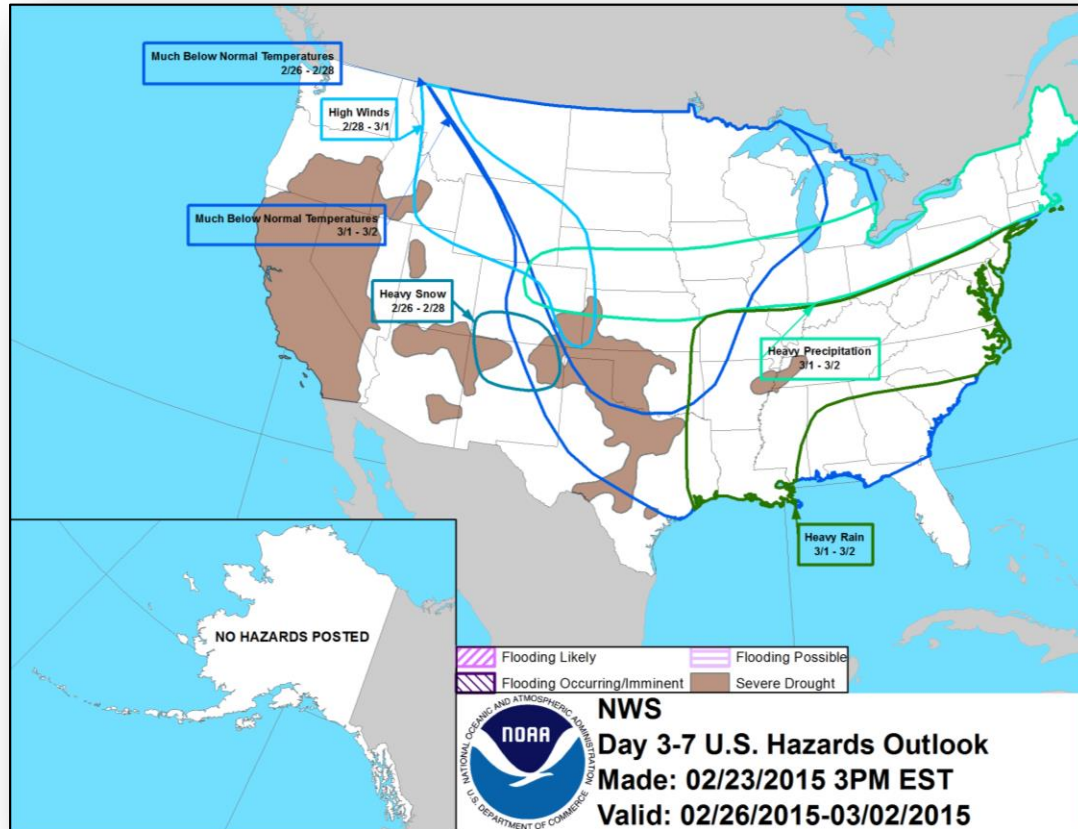 Much Below Normal Temperatures
2/26 - 2/28
High Winds
2/28 - 3/1
Much Below Normal Temperatures
3/1 - 3/2
Heavy Snow
2/26 - 2/28
Heavy Precipitation
3/1 - 3/2
Heavy Rain
3/1 - 3/2
NO HAZARDS POSTED
Flooding Likely
Flooding Possible
Flooding Occurring/Imminent
Severe Drought
NATIONAL OCEANIC AND ATMOSPHERIC ADMINISTRATION
NOAA
U.S. DEPARTMENT OF COMMERCE
NWS
Day 3-7 U.S. Hazards Outlook
Made: 02/23/2015 3PM EST
Valid: 02/26/2015-03/02/2015